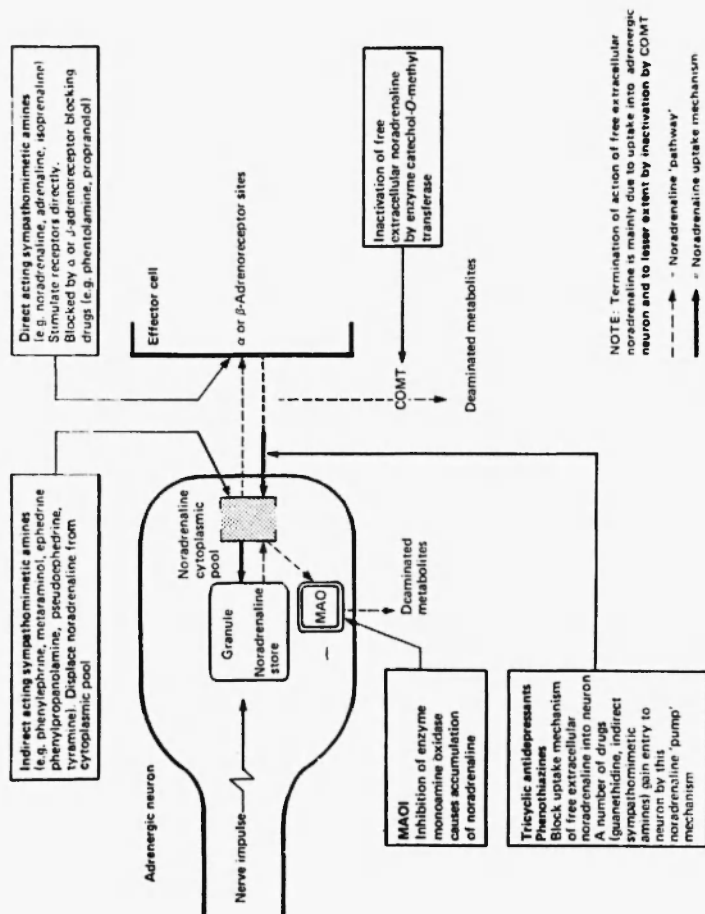 Indirect acting sympathomimetic amines
(e.g. phenylephrine, metaraminol, ephedrine
phenylpropanolamine, pseudoephedrine,
tyramine). Displace noradrenaline from
cytoplasmic pool
Direct acting sympathomimetic amines
(e.g. noradrenaline, adrenaline, isoprenaline)
Stimulate receptors directly.
Blocked by α or J-adrenoreceptor blocking
drugs (e.g. phentolamine, propranolol)
Adrenergic neuron
Nerve impulse
Granule
Noradrenaline
store
Noradrenaline
cytoplasmic
pool
MAO
Deaminated
metabolites
Effector cell
α or β-Adrenoreceptor sites
COMT
Deaminated metabolites
Inactivation of free
extracellular noradrenaline
by enzyme catechol-O-methyl
transferase
MAOI
Inhibition of enzyme
monoamine oxidase
causes accumulation
of noradrenaline
Tricyclic antidepressants
Phenothiazines
Block uptake mechanism
of free extracellular
noradrenaline into neuron
A number of drugs
(guanethidine, indirect
sympathomimetic
amines) gain entry to
neuron by this
noradrenaline 'pump'
mechanism
NOTE: Termination of action of free extracellular
noradrenaline is mainly due to uptake into adrenergic
neuron and to lesser extent by inactivation by COMT
= Noradrenaline 'pathway'
= Noradrenaline uptake mechanism